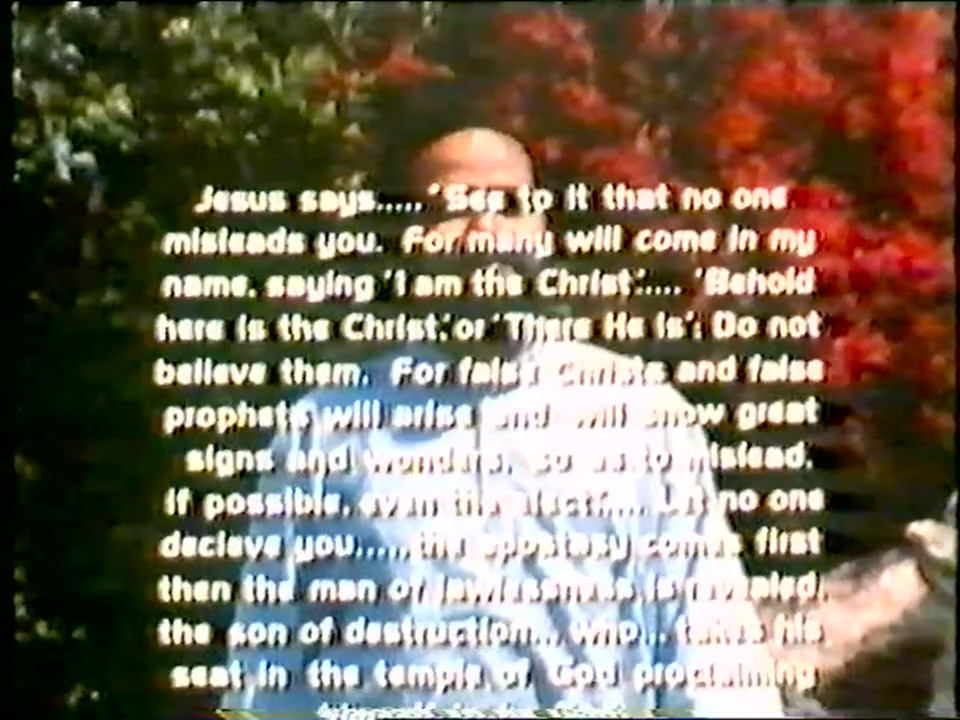 Jesus says..... 'See to it that no one
misleads you. For many will come in my
name, saying 'I am the Christ'..... 'Behold
here is the Christ,' or 'There He is': Do not
believe them. For false Christs and false
prophets will arise and will show great
signs and wonders, so as to mislead,
if possible, even the elect..... Let no one
decieve you.....the apostasy comes first
then the man of lawlessness is revealed,
the son of destruction... who... takes his
seat in the temple of God proclaiming